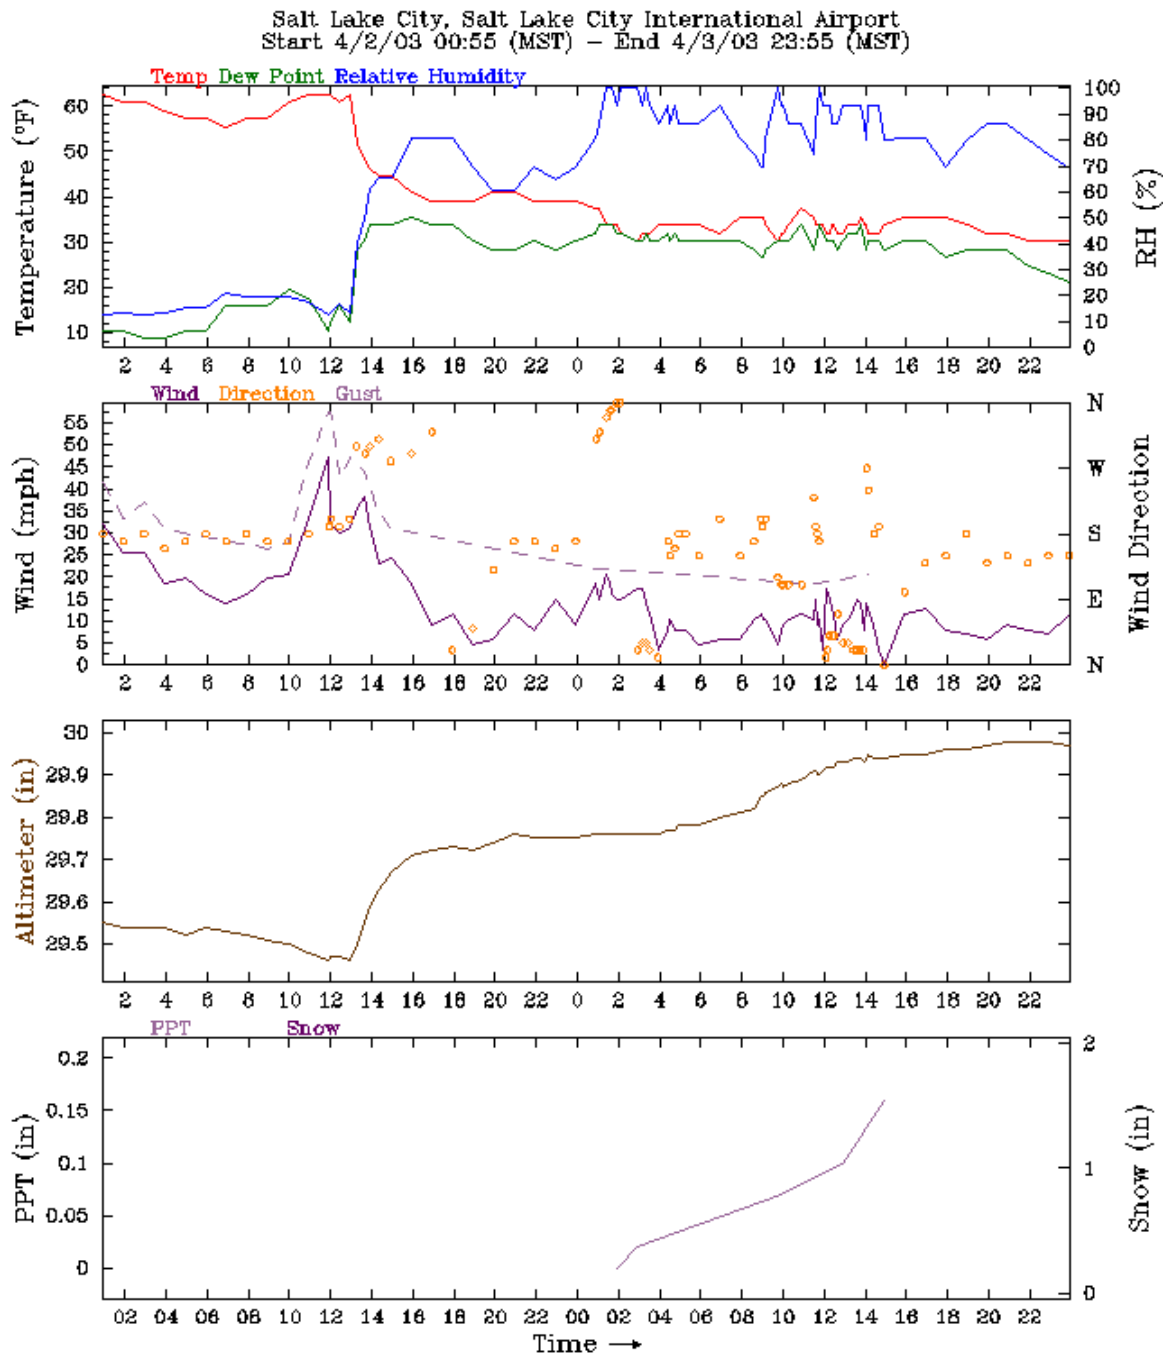 Salt Lake City, Salt Lake City International Airport
Start 4/2/03 00:55 (MST) – End 4/3/03 23:55 (MST)
Temp Dew Point Relative Humidity
Temperature (°F)
60
50
40
30
20
10
100
90
80
70
60
50
40
30
20
10
0
RH (%)
2 4 6 8 10 12 14 16 18 20 22 0 2 4 6 8 10 12 14 16 18 20 22
Wind Direction Gust
Wind (mph)
55
50
45
40
35
30
25
20
15
10
5
0
N
W
S
E
N
Wind Direction
2 4 6 8 10 12 14 16 18 20 22 0 2 4 6 8 10 12 14 16 18 20 22
Altimeter (in)
30
29.9
29.8
29.7
29.6
29.5
2 4 6 8 10 12 14 16 18 20 22 0 2 4 6 8 10 12 14 16 18 20 22
PPT Snow
PPT (in)
0.2
0.15
0.1
0.05
0
2
1
0
Snow (in)
02 04 06 08 10 12 14 16 18 20 22 00 02 04 06 08 10 12 14 16 18 20 22
Time →